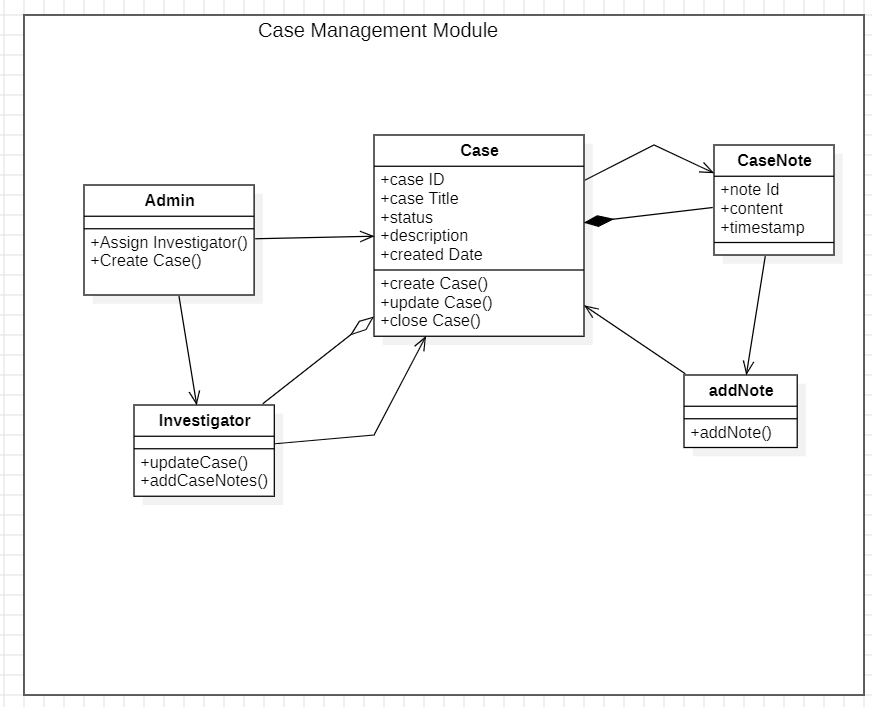 Case Management Module
Admin
+Assign Investigator()
+Create Case()
Case
+case ID
+case Title
+status
+description
+created Date
+create Case()
+update Case()
+close Case()
CaseNote
+note Id
+content
+timestamp
Investigator
+updateCase()
+addCaseNotes()
addNote
+addNote()